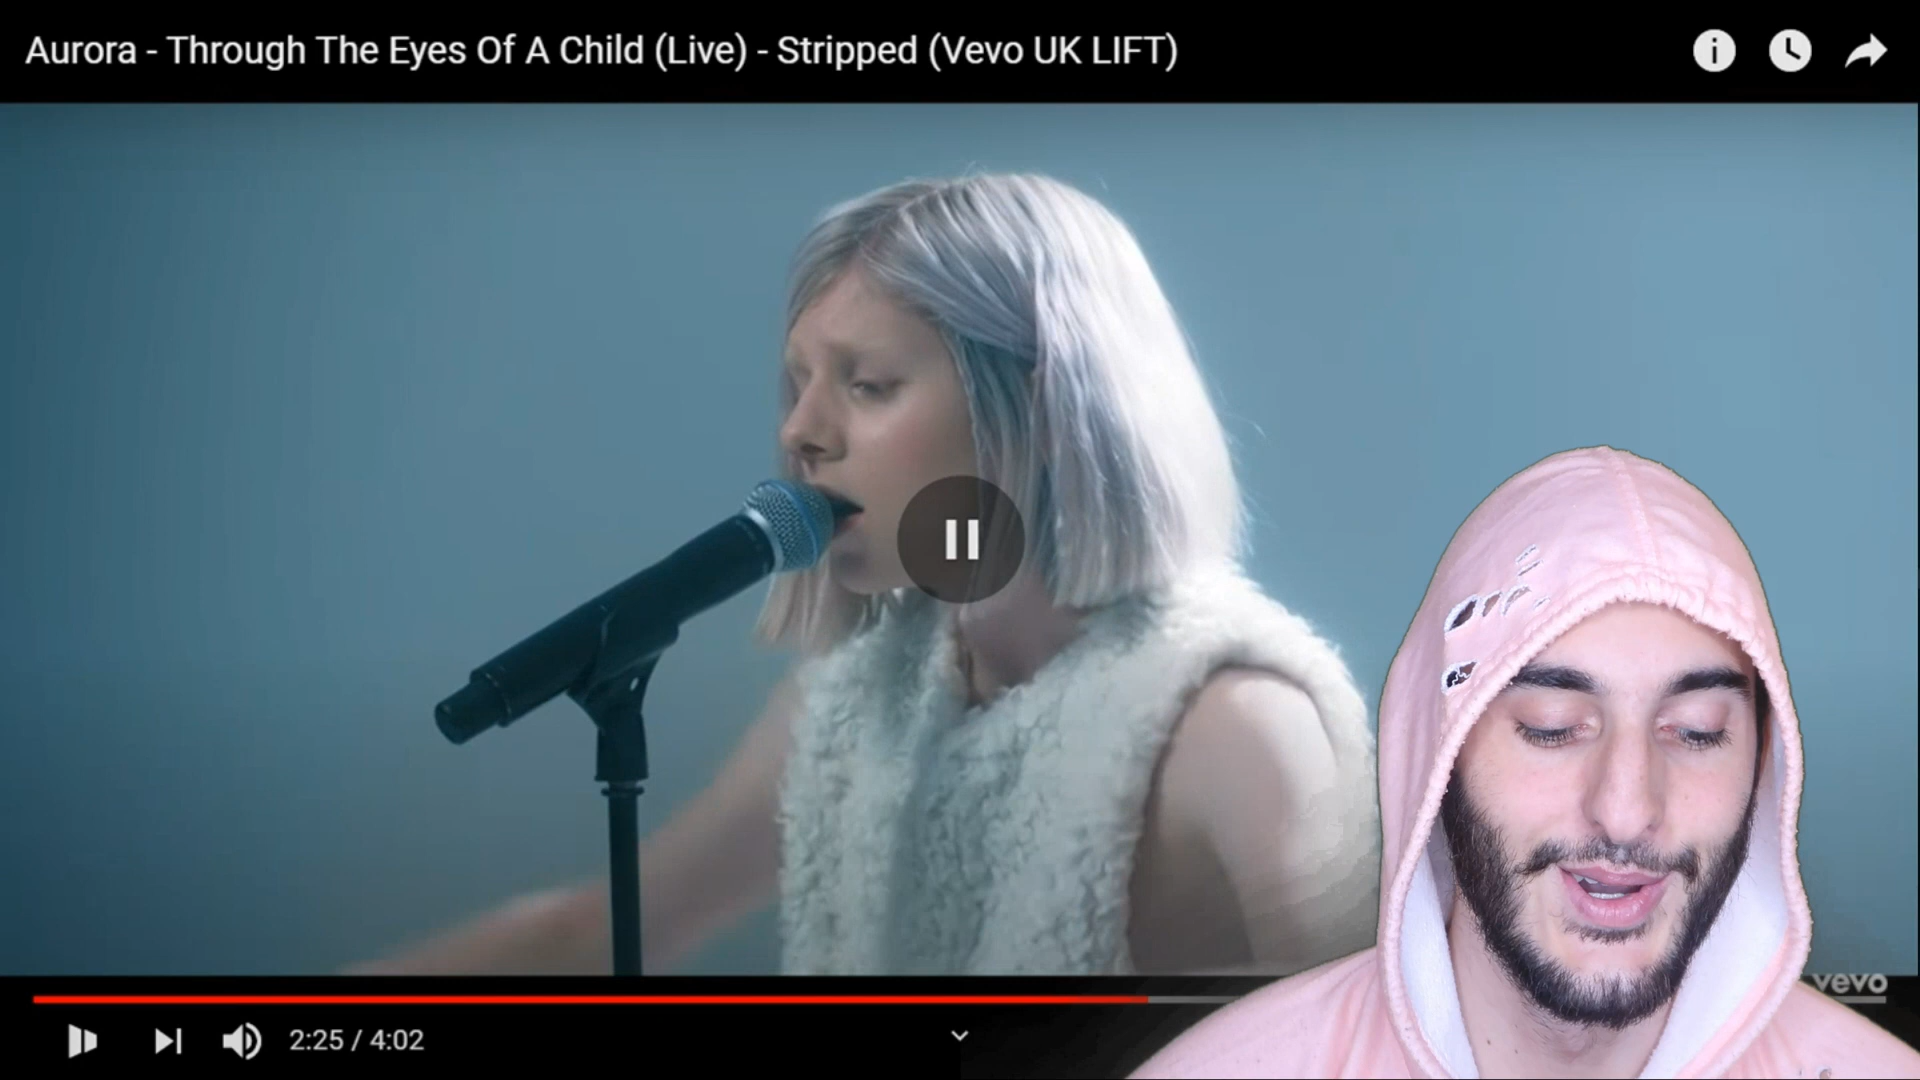 Aurora - Through The Eyes Of A Child (Live) - Stripped (Vevo UK LIFT)
vevo
2:25 / 4:02